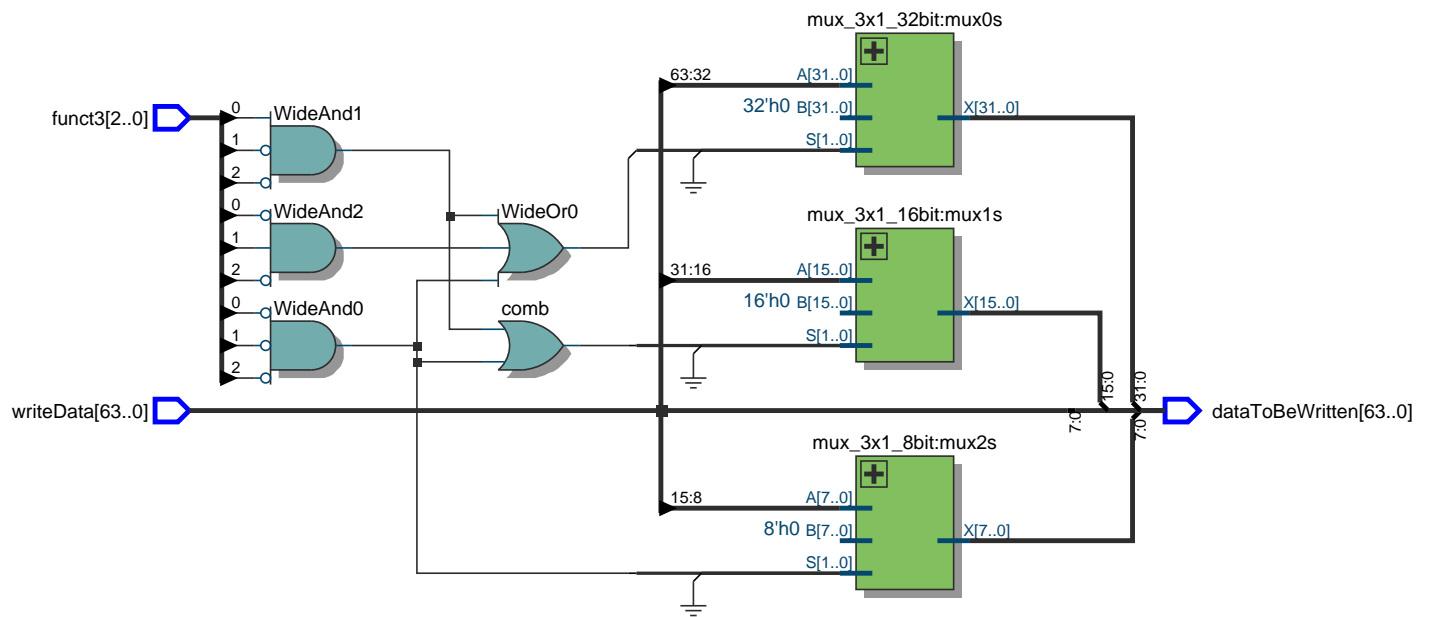 mux_3x1_32bit:mux0s
63:32
A[31..0]
funct3[2..0]
0
WideAnd1
32'h0 B[31..0]
X[31..0]
1
S[1..0]
2
0
WideAnd2
WideOr0
mux_3x1_16bit:mux1s
1
2
31:16
A[15..0]
0
WideAnd0
comb
16'h0 B[15..0]
X[15..0]
1
S[1..0]
2
writeData[63..0]
7:0
15:0
31:0
7:0
dataToBeWritten[63..0]
mux_3x1_8bit:mux2s
15:8
A[7..0]
8'h0 B[7..0]
X[7..0]
S[1..0]